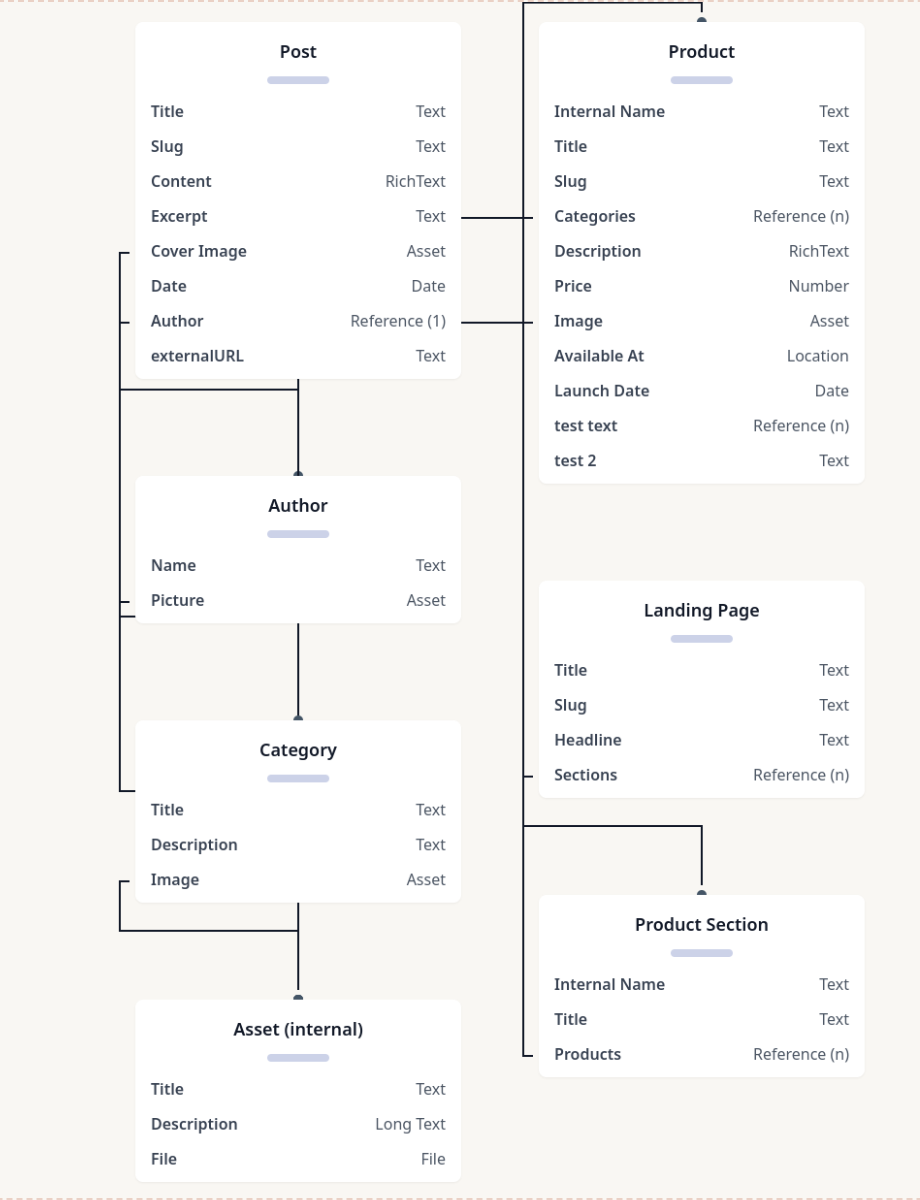 Post
Title Text
Slug Text
Content RichText
Excerpt Text
Cover Image Asset
Date Date
Author Reference (1)
externalURL Text
Author
Name Text
Picture Asset
Category
Title Text
Description Text
Image Asset
Asset (internal)
Title Text
Description Long Text
File File
Product
Internal Name Text
Title Text
Slug Text
Categories Reference (n)
Description RichText
Price Number
Image Asset
Available At Location
Launch Date Date
test text Reference (n)
test 2 Text
Landing Page
Title Text
Slug Text
Headline Text
Sections Reference (n)
Product Section
Internal Name Text
Title Text
Products Reference (n)